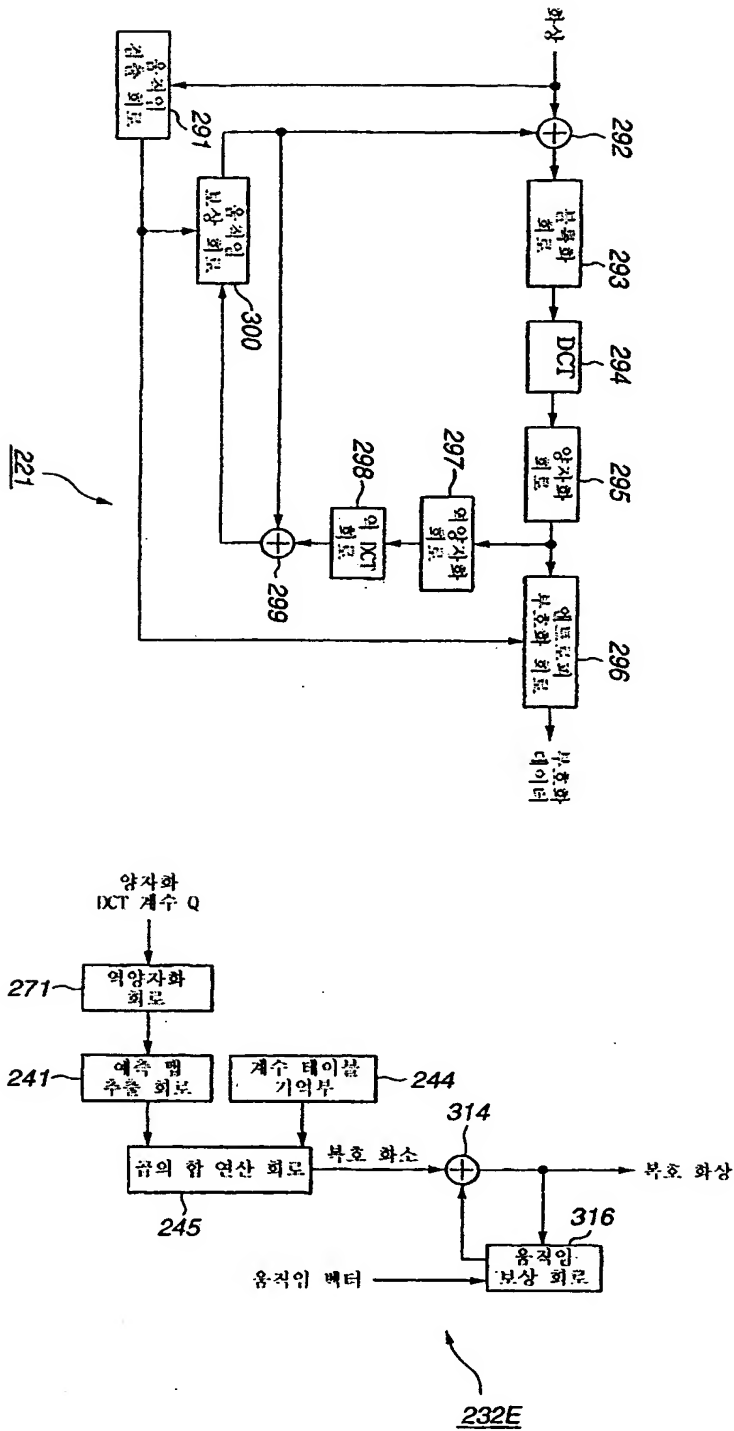 화상
292
블록화
회로
293
DCT
294
양자화
회로
295
엔트로피
부호화 회로
296
부호화
데이터
움직임
검출 회로
291
움직임
보상 회로
300
역양자화
회로
297
역 DCT
회로
298
299
221
양자화
DCT 계수 Q
역양자화
회로
271
예측 탭
추출 회로
241
계수 테이블
기억부
244
곱의 합 연산 회로
245
복호 화소
314
복호 화상
316
움직임
보상 회로
움직임 벡터
232E